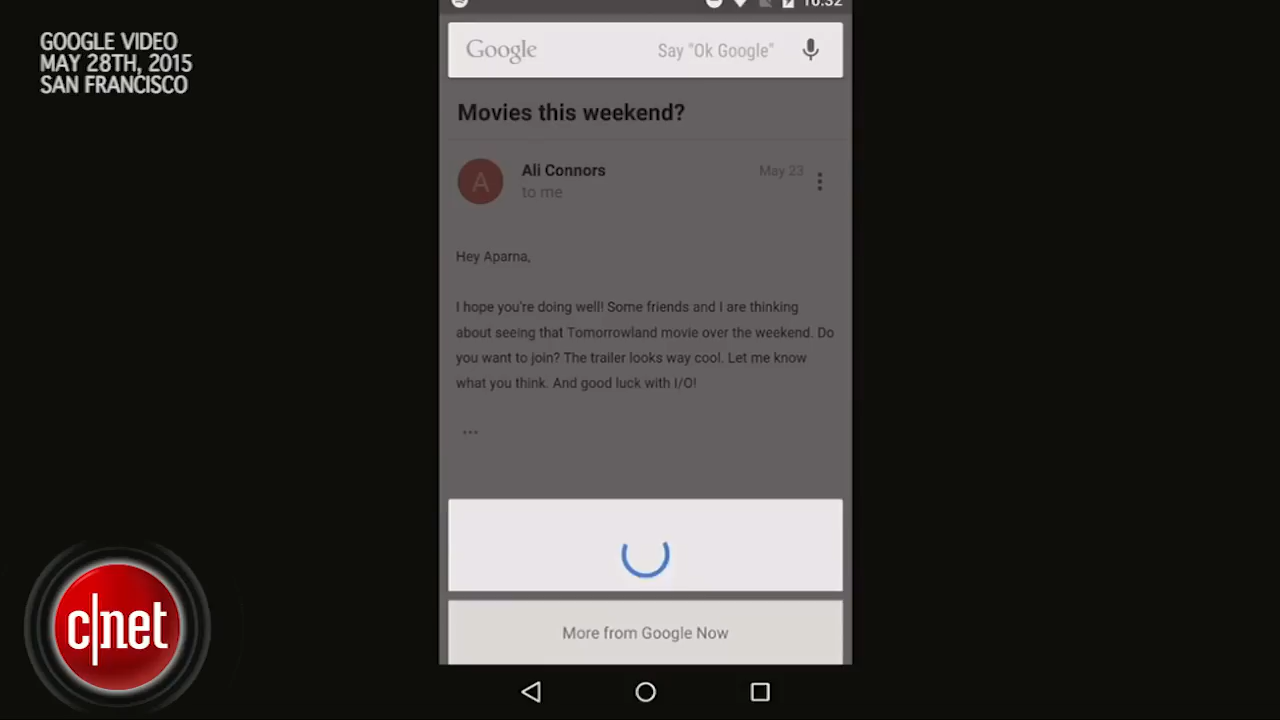 GOOGLE VIDEO
MAY 28TH, 2015
SAN FRANCISCO
10:32
Google Say "Ok Google"
Movies this weekend?
A
Ali Connors
May 23
to me
Hey Aparna,
I hope you're doing well! Some friends and I are thinking
about seeing that Tomorrowland movie over the weekend. Do
you want to join? The trailer looks way cool. Let me know
what you think. And good luck with I/O!
...
More from Google Now
c|net